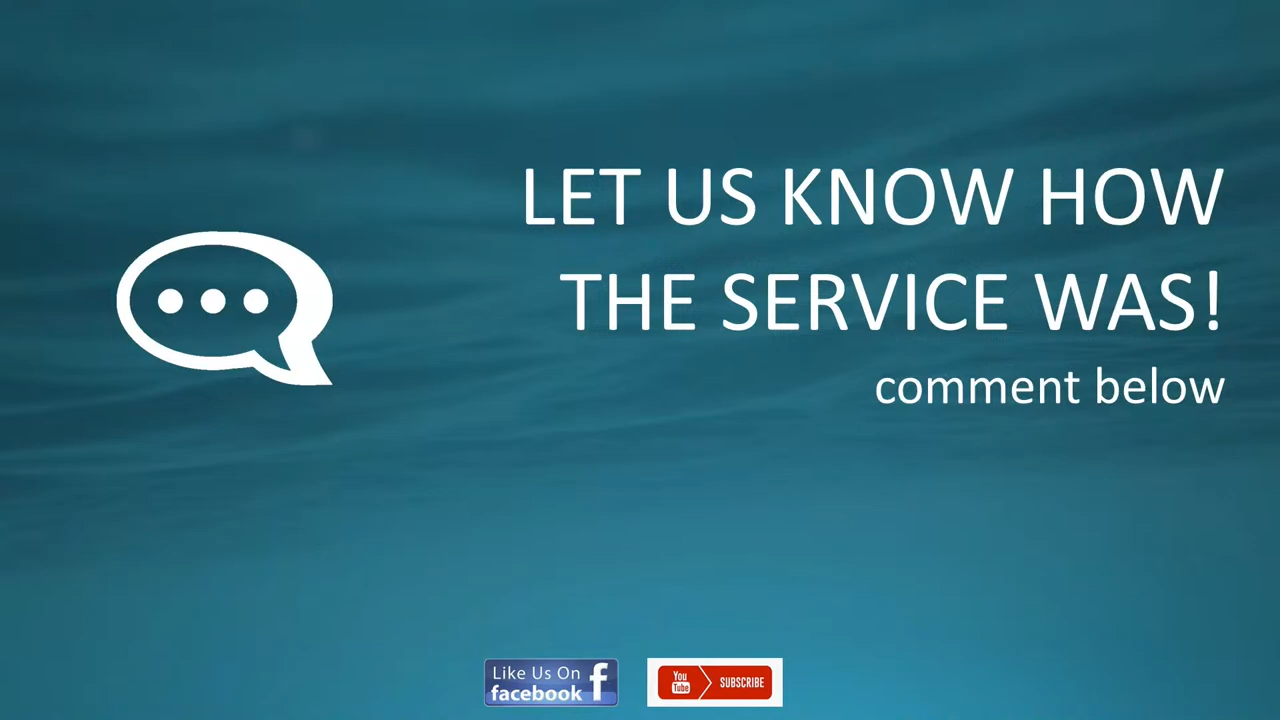 LET US KNOW HOW
THE SERVICE WAS!
comment below
Like Us On
facebook
f
You
Tube
SUBSCRIBE